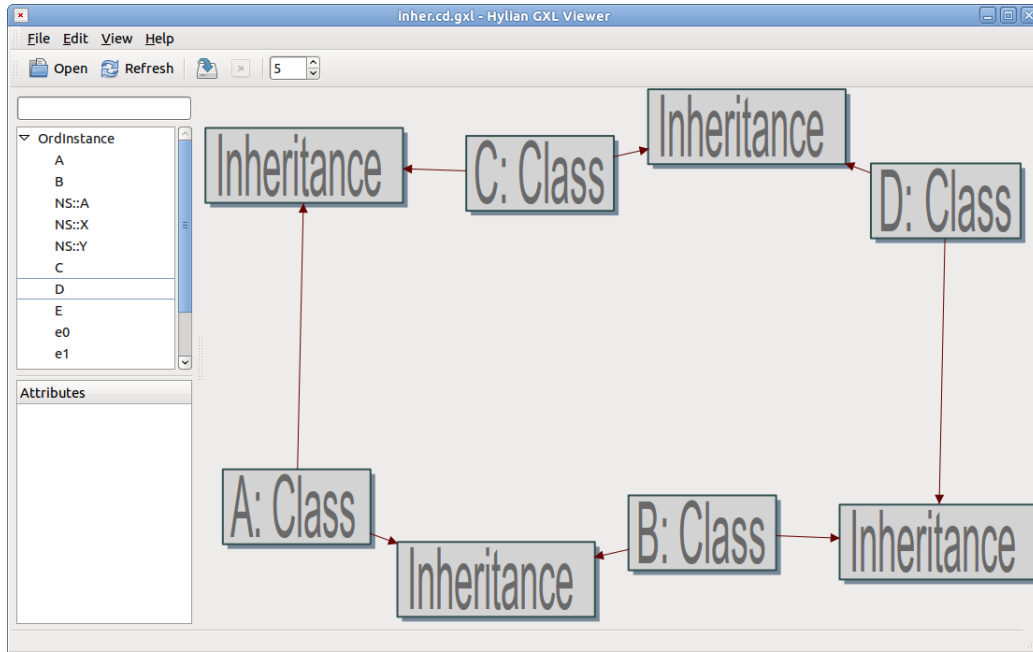 inher.cd.gxl - Hylian GXL Viewer
File Edit View Help
Open Refresh 5
OrdInstance
A
B
NS::A
NS::X
NS::Y
C
D
E
e0
e1
Attributes
Inheritance
C: Class
Inheritance
D: Class
A: Class
Inheritance
B: Class
Inheritance